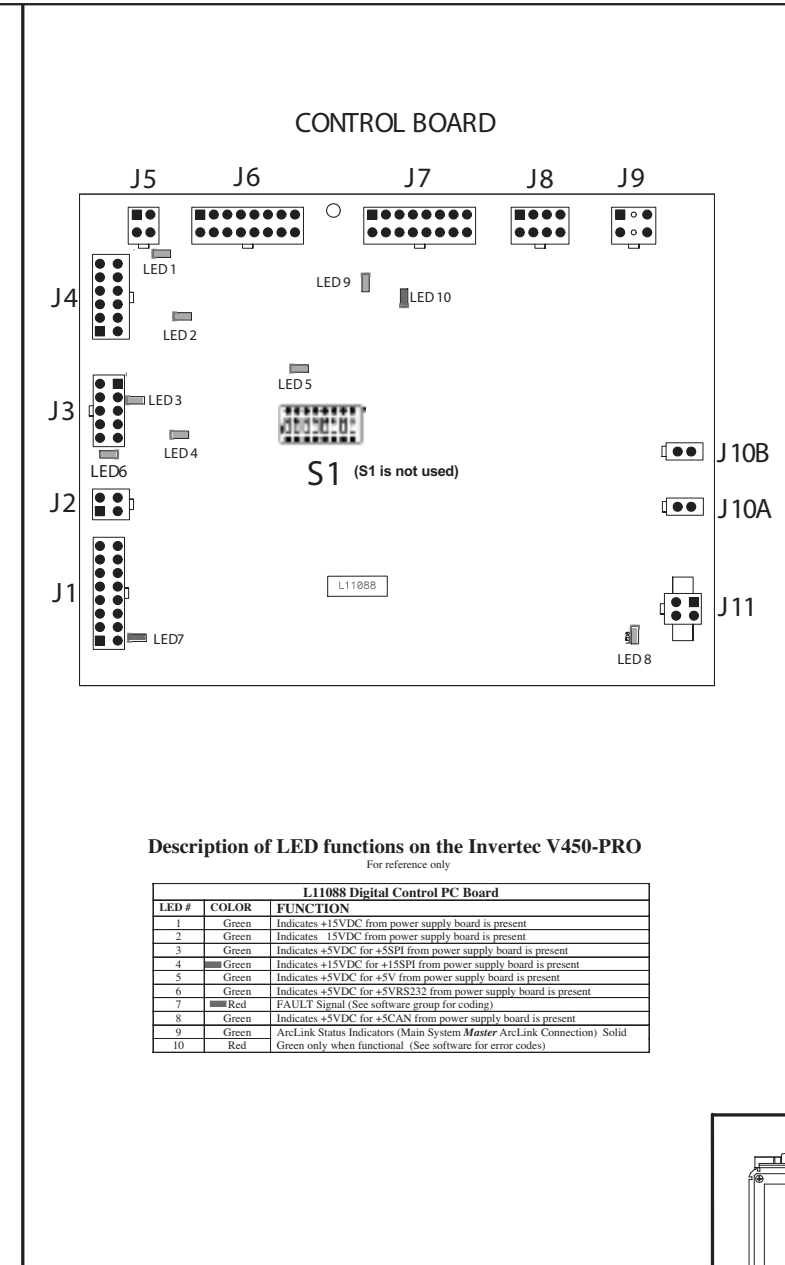 CONTROL BOARD
J5 J6 J7 J8 J9
LED 1
LED 9
LED 10
J4
LED 2
LED 5
J3
LED 3
LED 4
S1 (S1 is not used)
J10B
LED6
J2
J10A
L11088
J1
J11
LED7
LED 8
Description of LED functions on the Invertec V450-PRO
For reference only
L11088 Digital Control PC Board
LED # COLOR FUNCTION
1 Green Indicates +15VDC from power supply board is present
2 Green Indicates 15VDC from power supply board is present
3 Green Indicates +5VDC for +5SPI from power supply board is present
4 Green Indicates +15VDC for +15SPI from power supply board is present
5 Green Indicates +5VDC for +5V from power supply board is present
6 Green Indicates +5VDC for +5VRS232 from power supply board is present
7 Red FAULT Signal (See software group for coding)
8 Green Indicates +5VDC for +5CAN from power supply board is present
9 Green ArcLink Status Indicators (Main System Master ArcLink Connection) Solid
10 Red Green only when functional (See software for error codes)